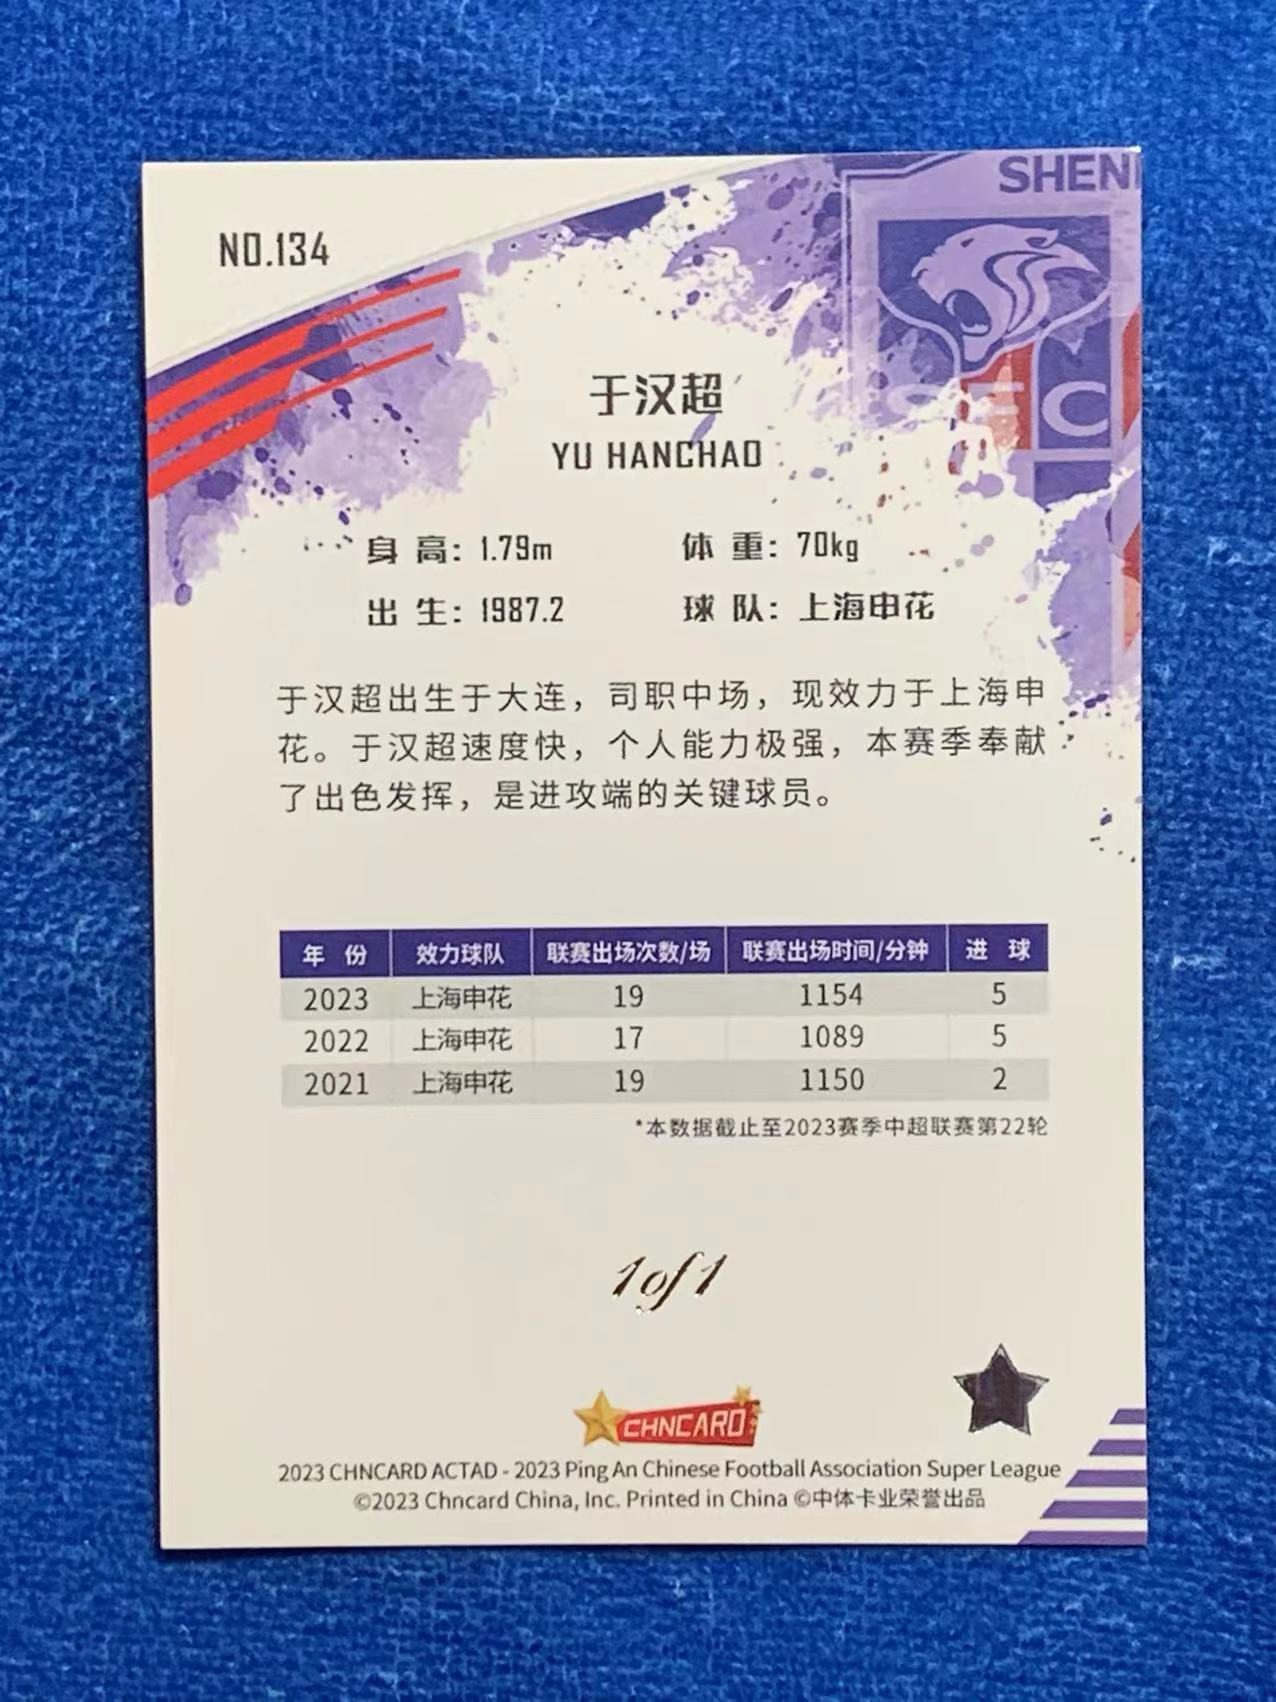 SHEN
NO.134
SFC
于汉超
YU HANCHAO
身 高: 1.79m 体 重: 70kg
出 生: 1987.2 球 队: 上海申花
于汉超出生于大连，司职中场，现效力于上海申
花。于汉超速度快，个人能力极强，本赛季奉献
了出色发挥，是进攻端的关键球员。
年 份 效力球队 联赛出场次数/场 联赛出场时间/分钟 进 球
2023 上海申花 19 1154 5
2022 上海申花 17 1089 5
2021 上海申花 19 1150 2
*本数据截止至2023赛季中超联赛第22轮
1 of 1
CHNCARD
2023 CHNCARD ACTAD - 2023 Ping An Chinese Football Association Super League
©2023 Chncard China, Inc. Printed in China ©中体卡业荣誉出品